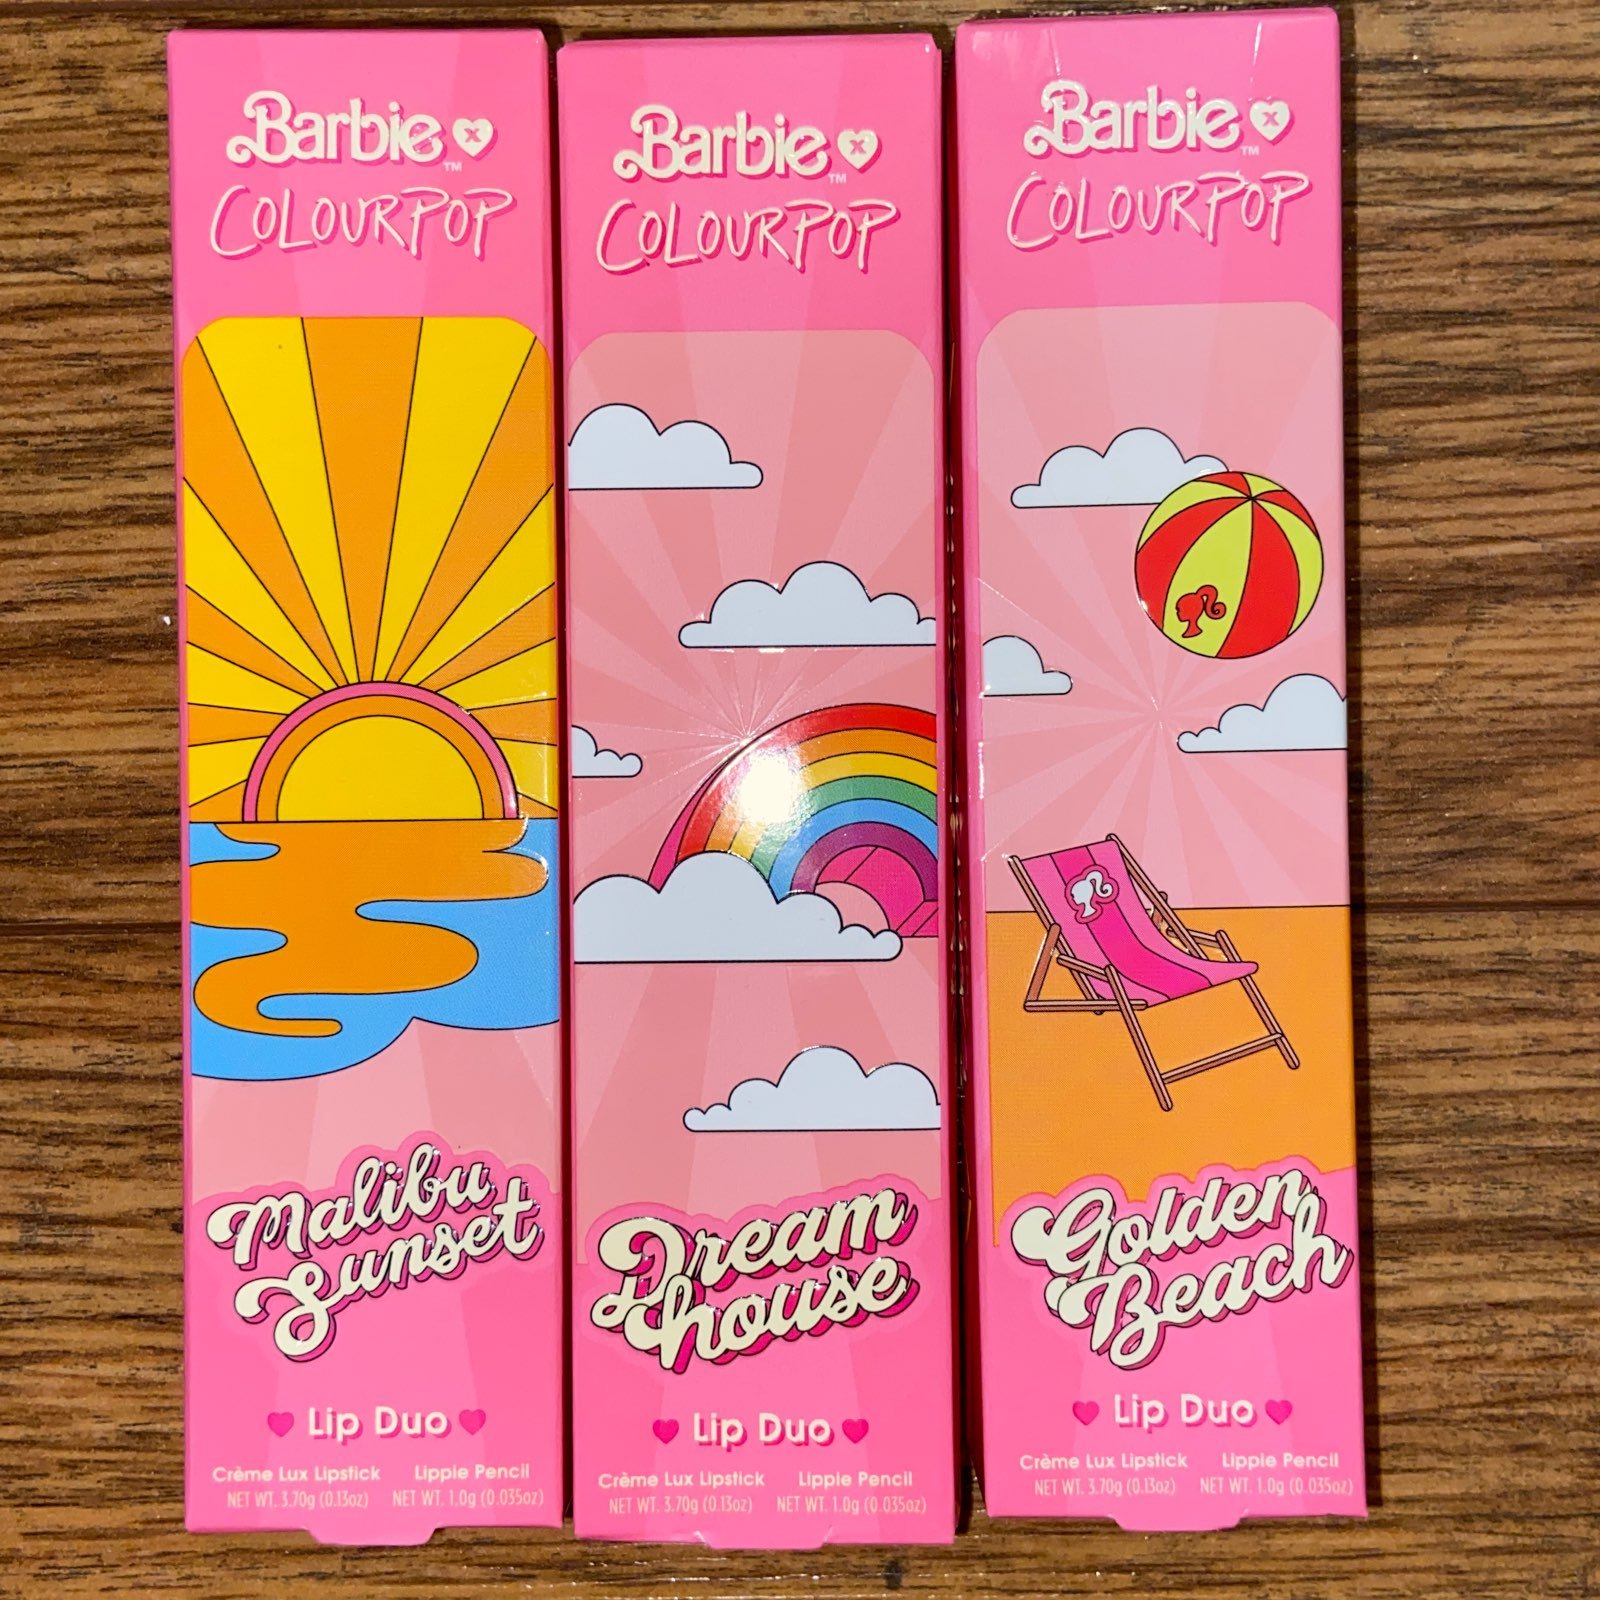 Barbie™ x
COLOURPOP
Malibu
Sunset
Lip Duo
Crème Lux Lipstick Lippie Pencil
NET WT. 3.70g (0.13oz) NET WT. 1.0g (0.035oz)
Barbie™ x
COLOURPOP
Dream
house
Lip Duo
Crème Lux Lipstick Lippie Pencil
NET WT. 3.70g (0.13oz) NET WT. 1.0g (0.035oz)
Barbie™ x
COLOURPOP
Golden
Beach
Lip Duo
Crème Lux Lipstick Lippie Pencil
NET WT. 3.70g (0.13oz) NET WT. 1.0g (0.035oz)